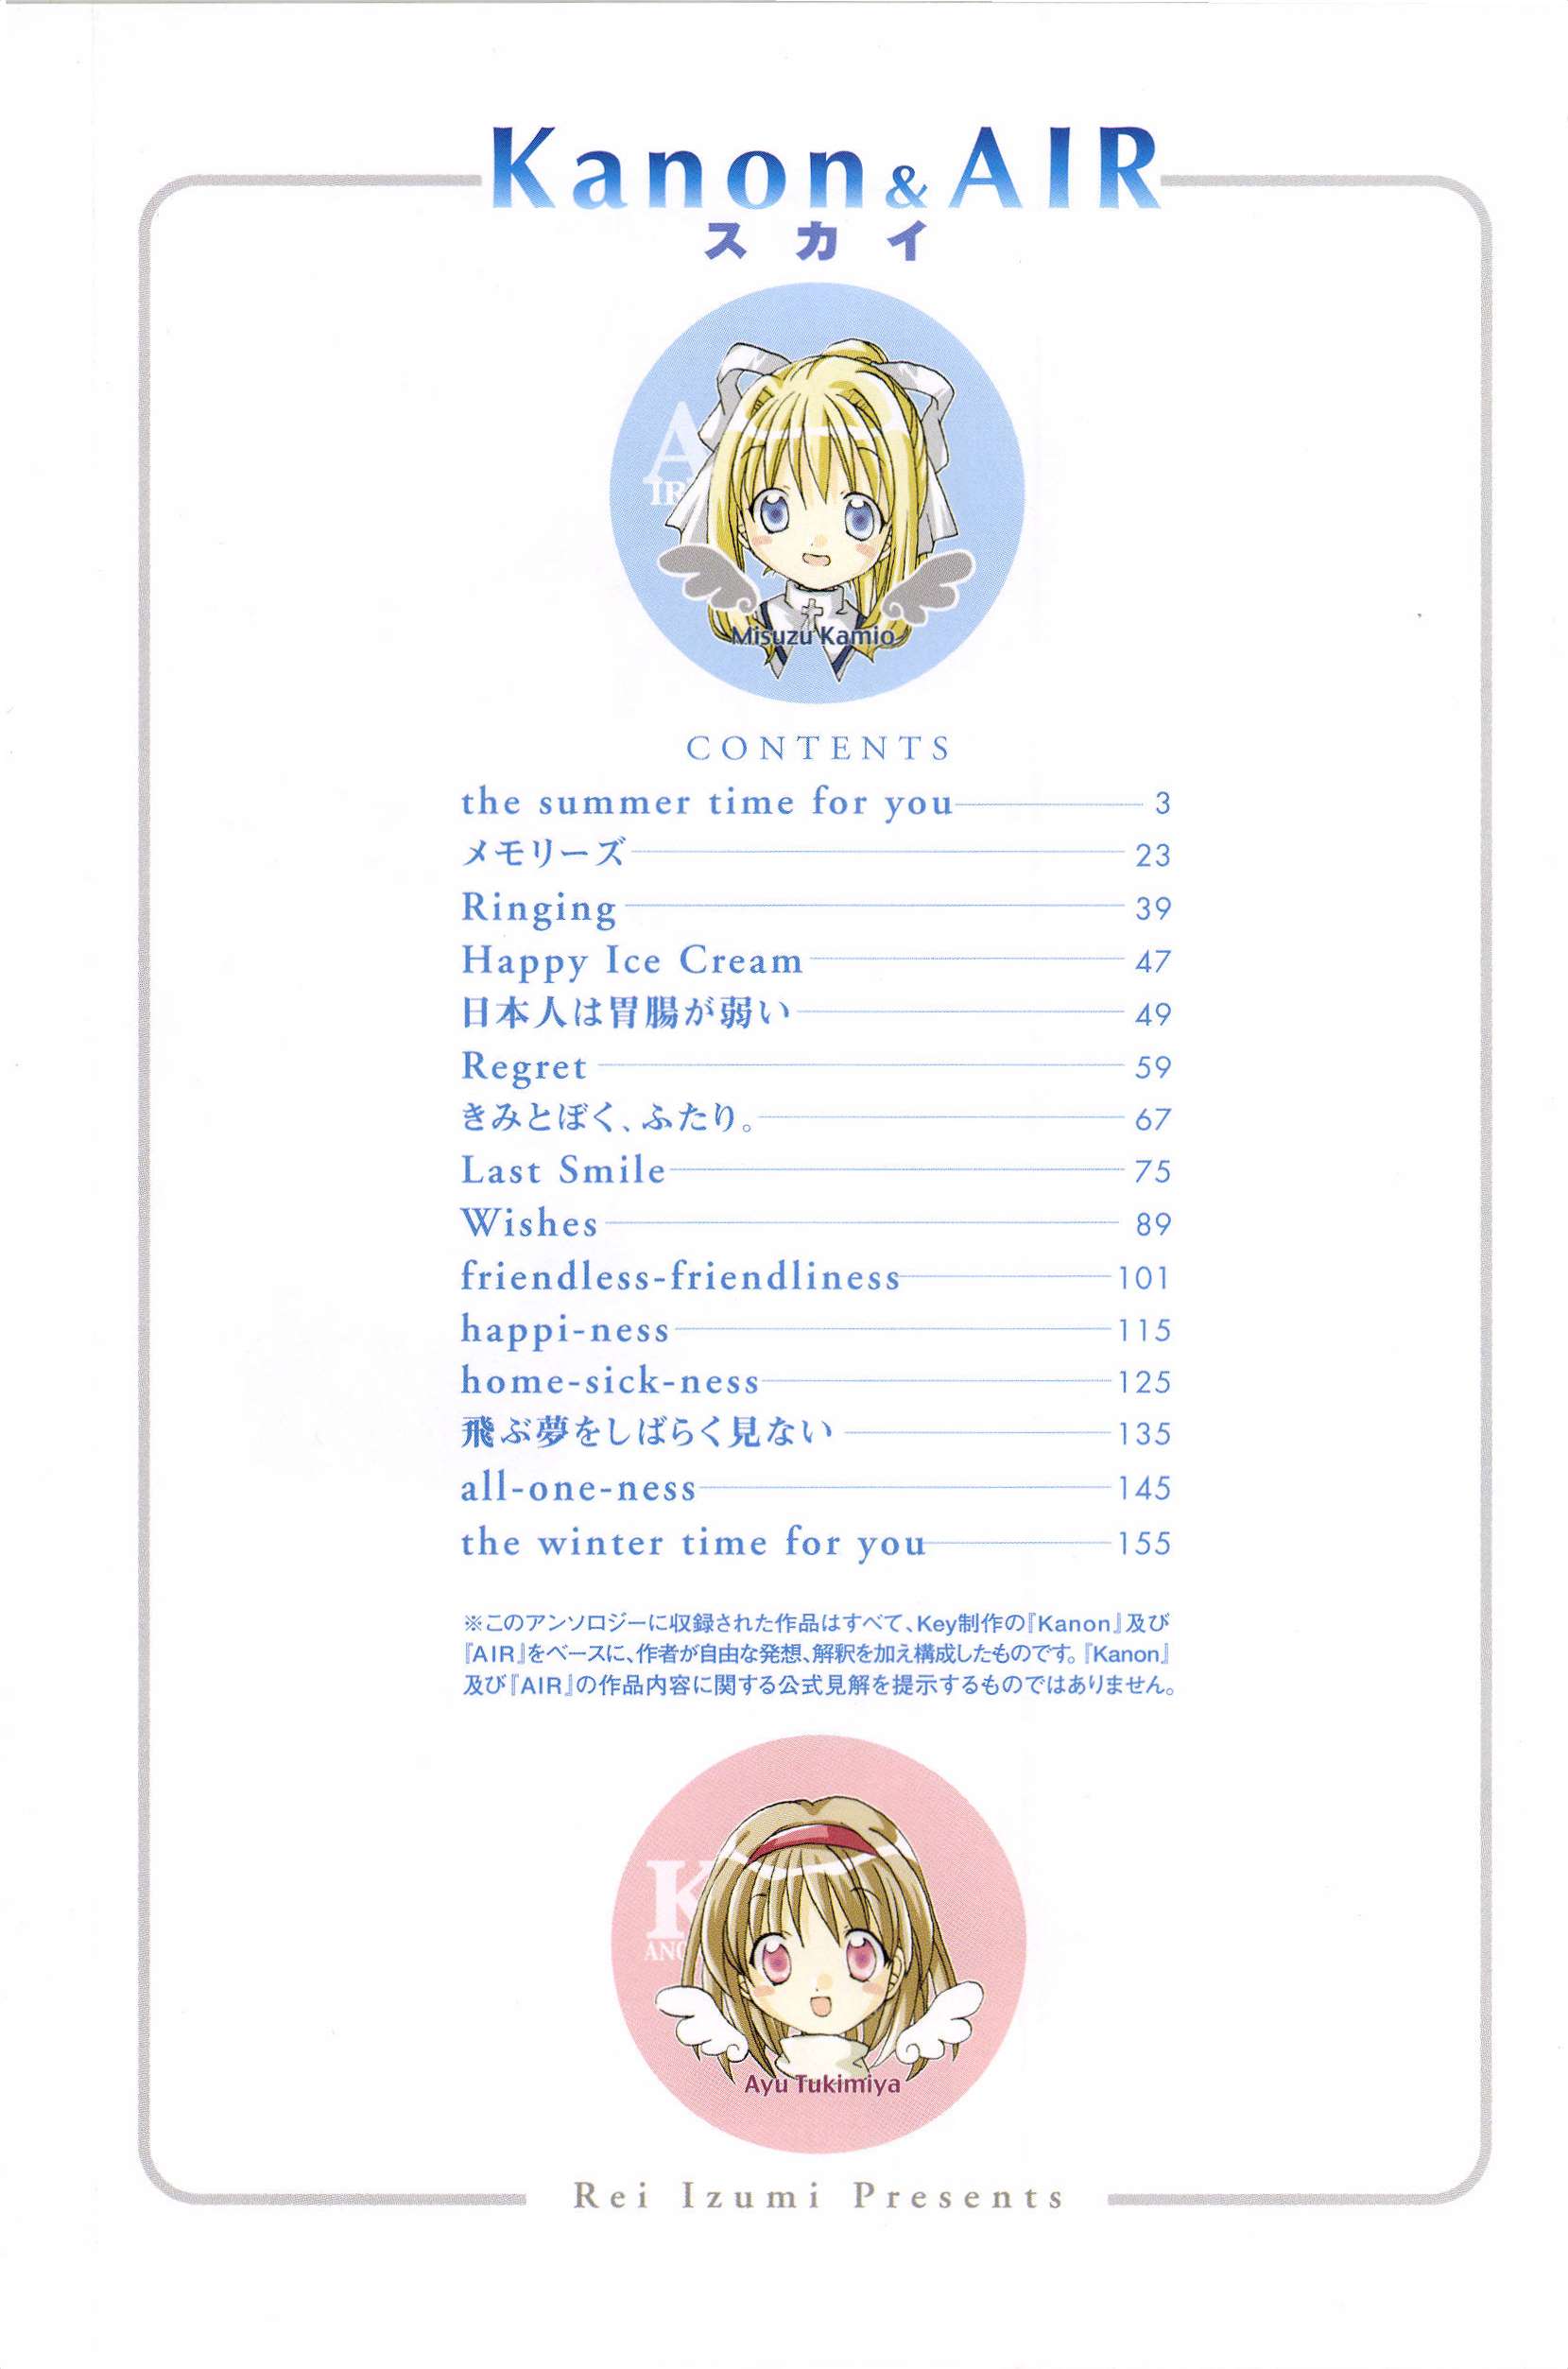 Kanon & AIR
スカイ
A
IR
Misuzu Kamio
CONTENTS
the summer time for you 3
メモリーズ 23
Ringing 39
Happy Ice Cream 47
日本人は胃腸が弱い 49
Regret 59
きみとぼく、ふたり。 67
Last Smile 75
Wishes 89
friendless-friendliness 101
happi-ness 115
home-sick-ness 125
飛ぶ夢をしばらく見ない 135
all-one-ness 145
the winter time for you 155
※このアンソロジーに収録された作品はすべて、Key制作の『Kanon』及び
『AIR』をベースに、作者が自由な発想、解釈を加え構成したものです。『Kanon』
及び『AIR』の作品内容に関する公式見解を提示するものではありません。
K
ANO
Ayu Tukimiya
Rei Izumi Presents